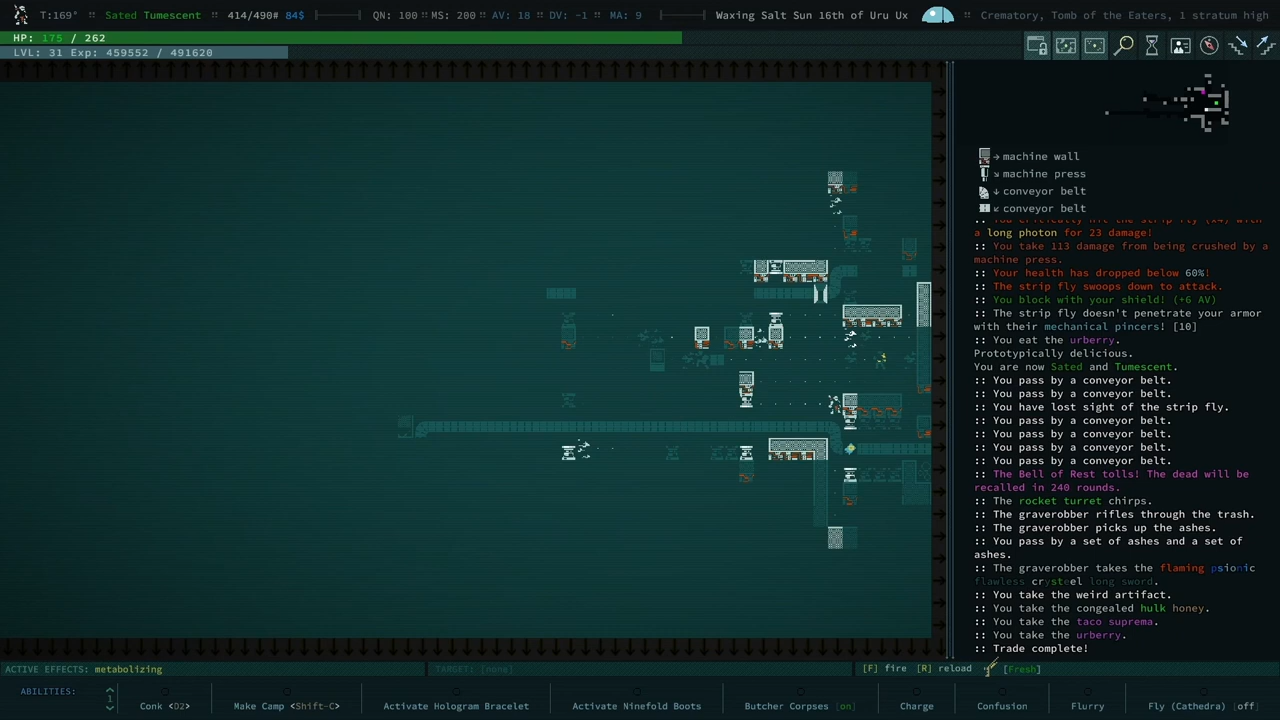 T:169° :: Sated Tumescent :: 414/490# 84$ QN: 100 :: MS: 200 :: AV: 18 :: DV: -1 :: MA: 9 Waxing Salt Sun 16th of Uru Ux :: Crematory, Tomb of the Eaters, 1 stratum high
HP: 175 / 262
LVL: 31 Exp: 459552 / 491620
machine wall
machine press
conveyor belt
conveyor belt
:: You critically hit the strip fly (x4) with
a long photon for 23 damage!
:: You take 113 damage from being crushed by a
machine press.
:: Your health has dropped below 60%!
:: The strip fly swoops down to attack.
:: You block with your shield! (+6 AV)
:: The strip fly doesn't penetrate your armor
with their mechanical pincers! [10]
:: You eat the urberry.
Prototypically delicious.
You are now Sated and Tumescent.
:: You pass by a conveyor belt.
:: You pass by a conveyor belt.
:: You have lost sight of the strip fly.
:: You pass by a conveyor belt.
:: You pass by a conveyor belt.
:: You pass by a conveyor belt.
:: You pass by a conveyor belt.
:: The Bell of Rest tolls! The dead will be
recalled in 240 rounds.
:: The rocket turret chirps.
:: The graverobber rifles through the trash.
:: The graverobber picks up the ashes.
:: You pass by a set of ashes and a set of
ashes.
:: The graverobber takes the flaming psionic
flawless crysteel long sword.
:: You take the weird artifact.
:: You take the congealed hulk honey.
:: You take the taco suprema.
:: You take the urberry.
:: Trade complete!
ACTIVE EFFECTS: metabolizing
TARGET: [none]
[F] fire [R] reload [Fresh]
ABILITIES: 1 Conk <D2> Make Camp <Shift-C> Activate Hologram Bracelet Activate Ninefold Boots Butcher Corpses [on] Charge Confusion Flurry Fly (Cathedra) [off]